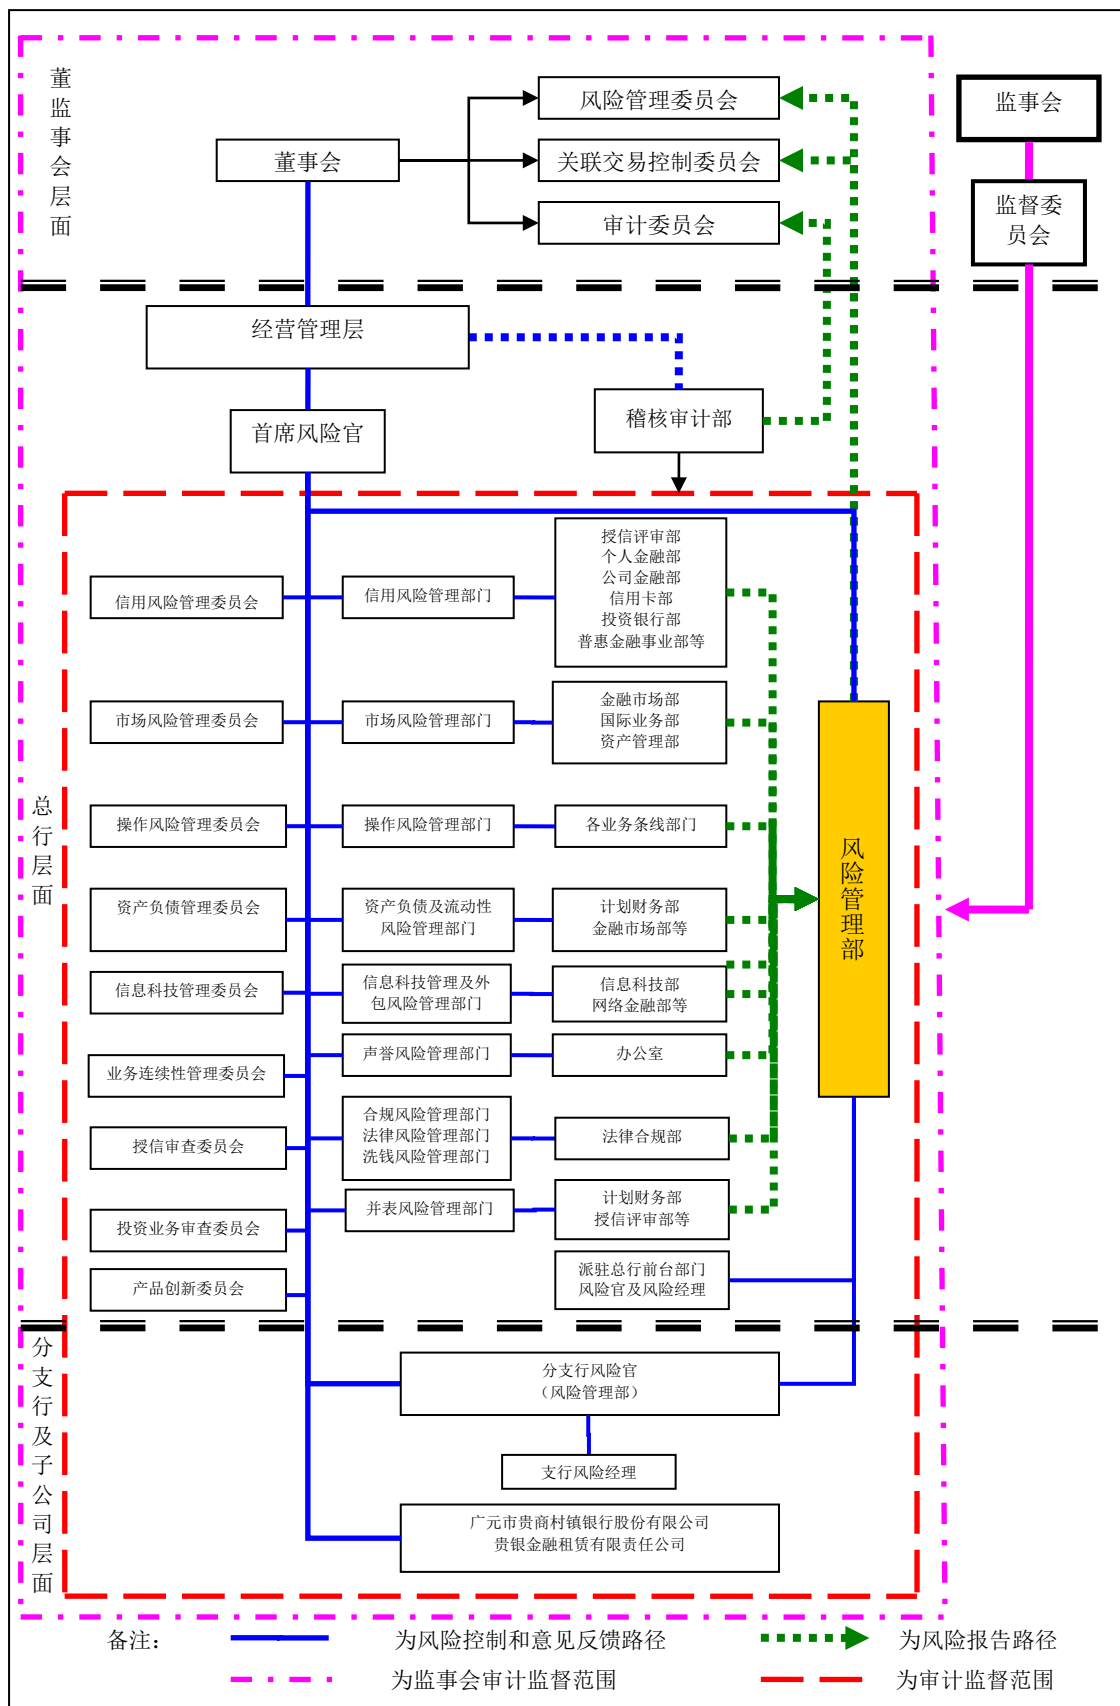 董监事会层面
风险管理委员会
监事会
董事会
关联交易控制委员会
监督委
员会
审计委员会
经营管理层
稽核审计部
首席风险官
总行层面
授信评审部
个人金融部
公司金融部
信用卡部
投资银行部
普惠金融事业部等
信用风险管理委员会
信用风险管理部门
市场风险管理委员会
市场风险管理部门
金融市场部
国际业务部
资产管理部
操作风险管理委员会
操作风险管理部门
各业务条线部门
风险管理部
资产负债管理委员会
资产负债及流动性
风险管理部门
计划财务部
金融市场部等
信息科技管理委员会
信息科技管理及外
包风险管理部门
信息科技部
网络金融部等
声誉风险管理部门
办公室
业务连续性管理委员会
合规风险管理部门
法律风险管理部门
洗钱风险管理部门
法律合规部
授信审查委员会
并表风险管理部门
计划财务部
授信评审部等
投资业务审查委员会
派驻总行前台部门
风险官及风险经理
产品创新委员会
分支行及子公司层面
分支行风险官
（风险管理部）
支行风险经理
广元市贵商村镇银行股份有限公司
贵银金融租赁有限责任公司
备注：
为风险控制和意见反馈路径
为风险报告路径
为监事会审计监督范围
为审计监督范围